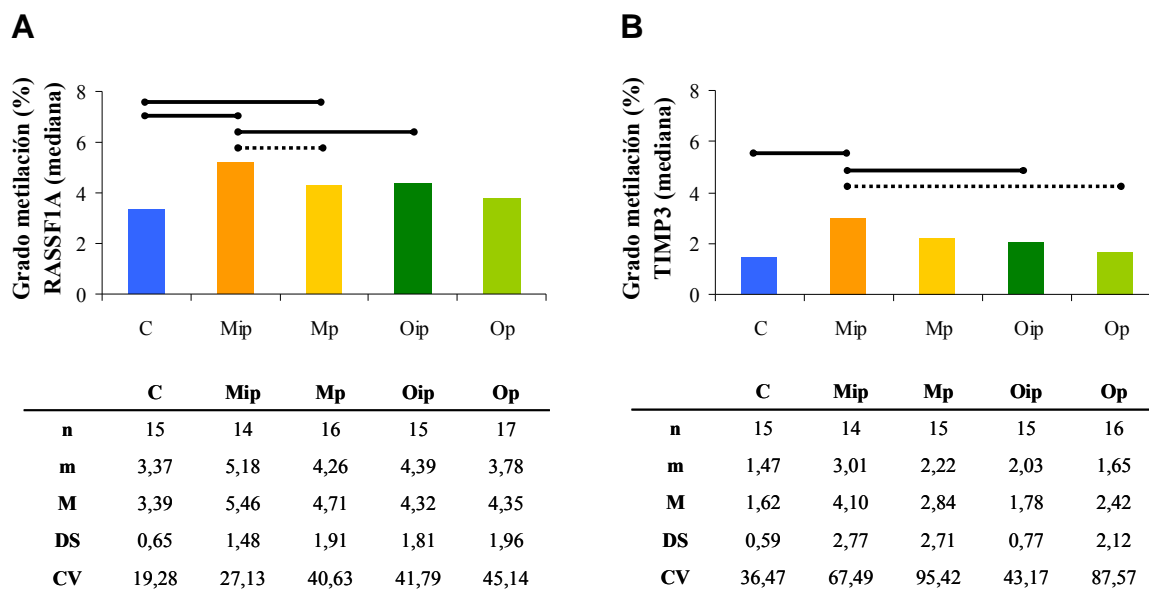 A
Grado metilación (%)
RASSF1A (mediana)
8
6
4
2
0
C Mip Mp Oip Op
C Mip Mp Oip Op
n 15 14 16 15 17
m 3,37 5,18 4,26 4,39 3,78
M 3,39 5,46 4,71 4,32 4,35
DS 0,65 1,48 1,91 1,81 1,96
CV 19,28 27,13 40,63 41,79 45,14
B
Grado metilación (%)
TIMP3 (mediana)
8
6
4
2
0
C Mip Mp Oip Op
C Mip Mp Oip Op
n 15 14 15 15 16
m 1,47 3,01 2,22 2,03 1,65
M 1,62 4,10 2,84 1,78 2,42
DS 0,59 2,77 2,71 0,77 2,12
CV 36,47 67,49 95,42 43,17 87,57